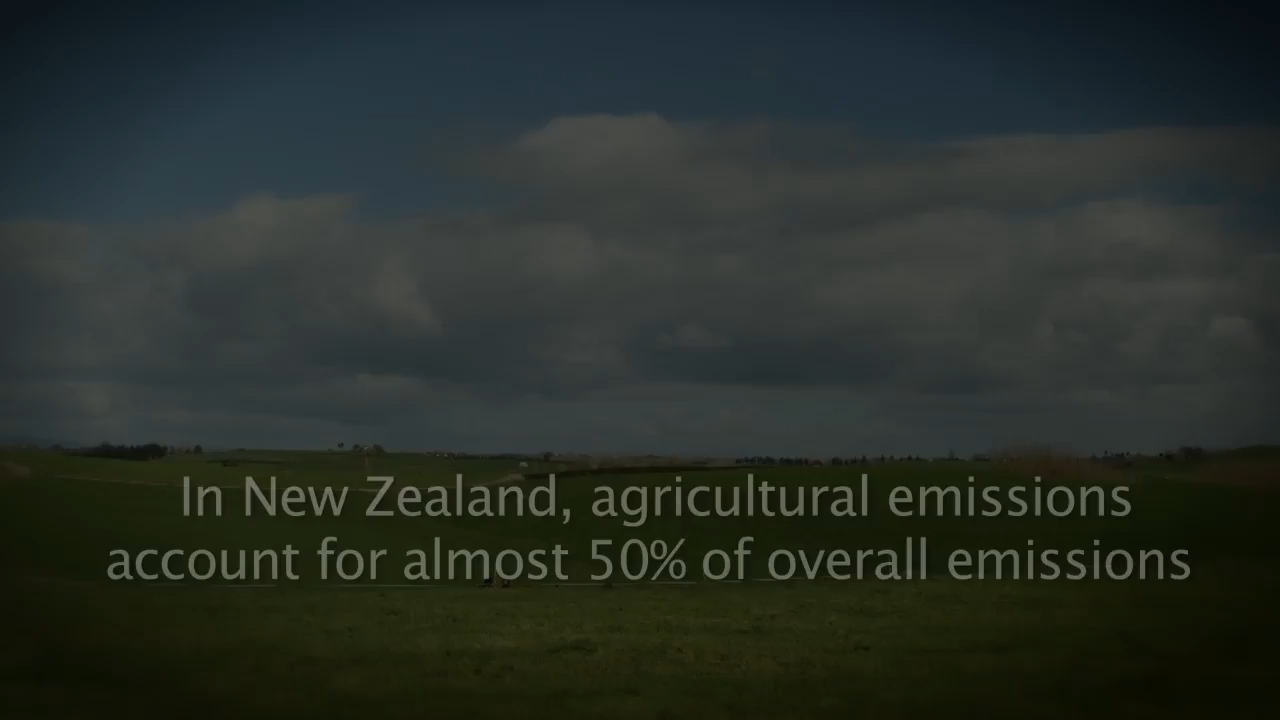 In New Zealand, agricultural emissions
account for almost 50% of overall emissions